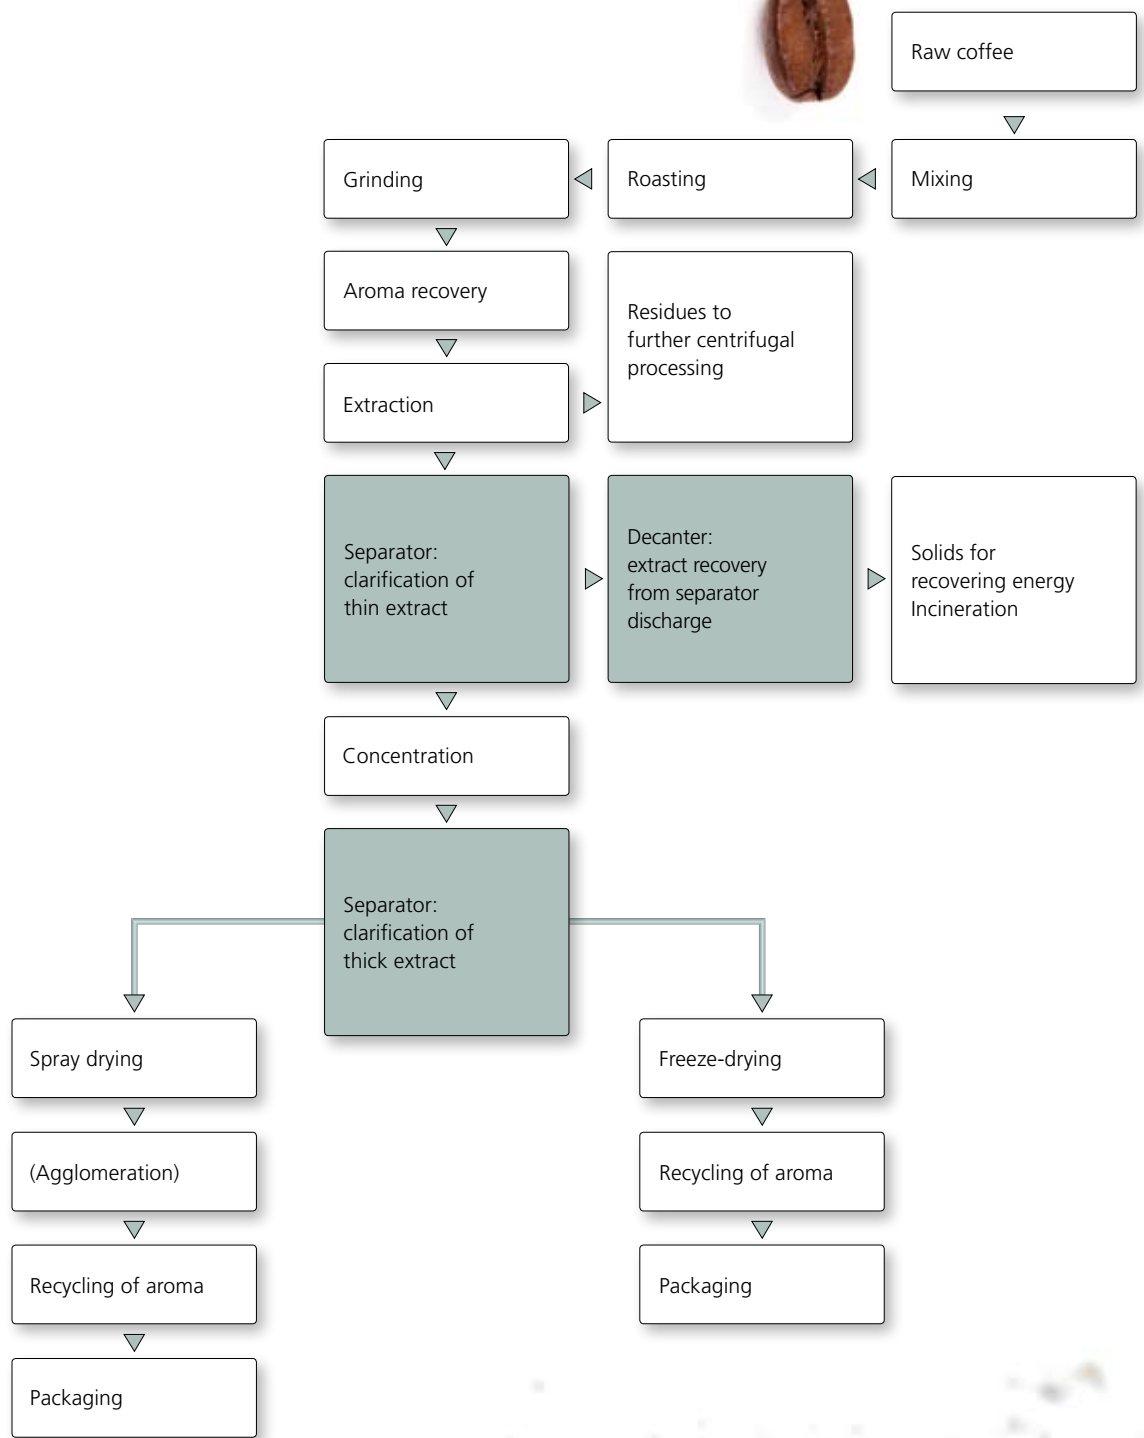 Raw coffee
Mixing
Roasting
Grinding
Aroma recovery
Residues to
further centrifugal
processing
Extraction
Separator:
clarification of
thin extract
Decanter:
extract recovery
from separator
discharge
Solids for
recovering energy
Incineration
Concentration
Separator:
clarification of
thick extract
Spray drying
(Agglomeration)
Recycling of aroma
Packaging
Freeze-drying
Recycling of aroma
Packaging